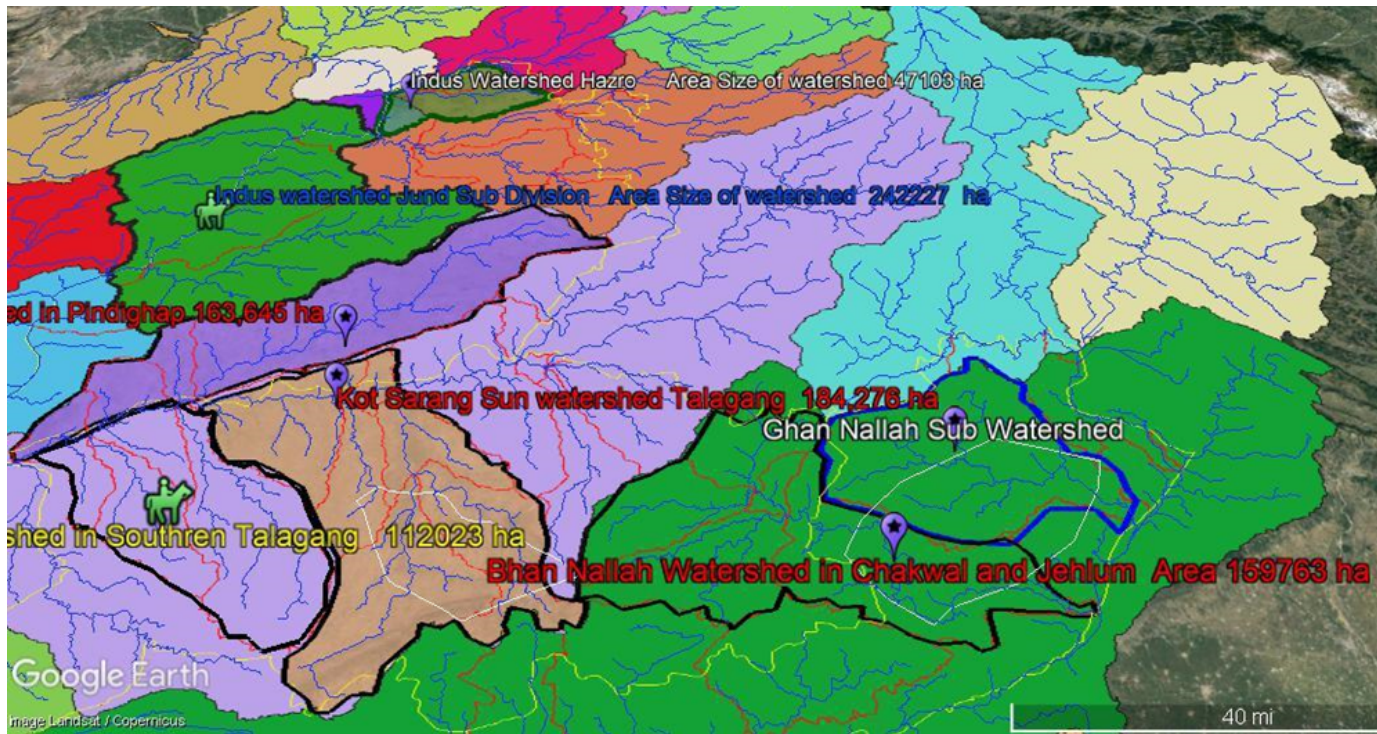 Indus Watershed Hazro Area Size of watershed 47103 ha
Indus watershed Jund Sub Division Area Size of watershed 242227 ha
ed in Pindighap 163,645 ha
Kot Sarang Sun watershed Talagang 184,276 ha
Ghan Nallah Sub Watershed
shed in Southren Talagang 112023 ha
Bhan Nallah Watershed in Chakwal and Jehlum Area 159763 ha
Google Earth
Image Landsat / Copernicus
40 mi